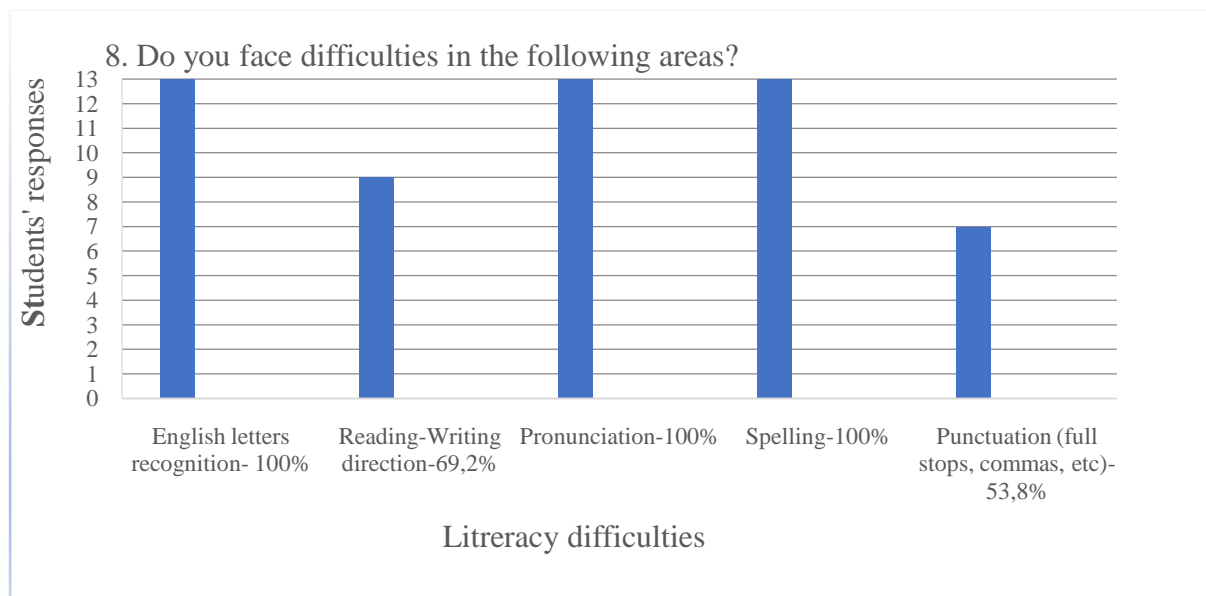 8. Do you face difficulties in the following areas?
Students' responses
13
12
11
10
9
8
7
6
5
4
3
2
1
0
English letters
recognition- 100%
Reading-Writing
direction-69,2%
Pronunciation-100%
Spelling-100%
Punctuation (full
stops, commas, etc)-
53,8%
Litreracy difficulties